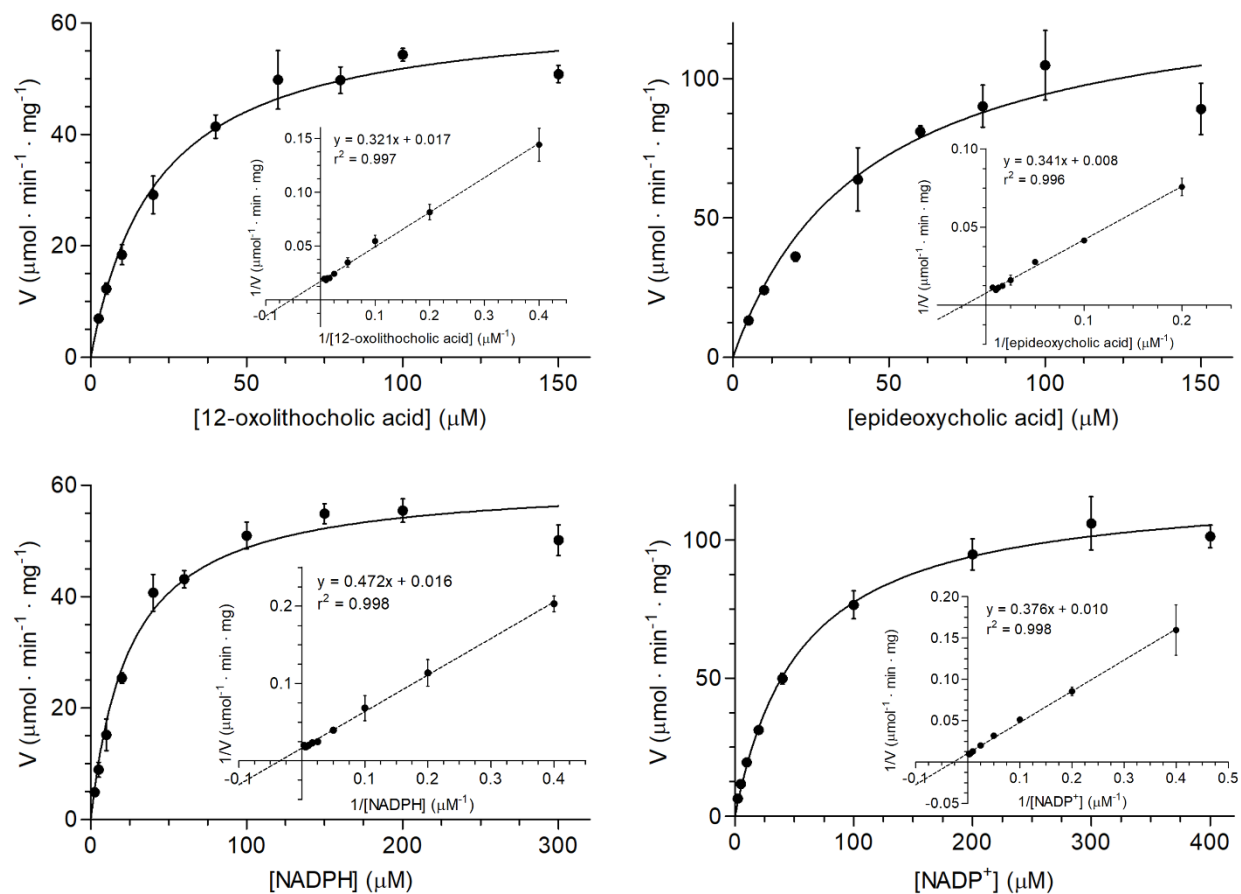 60
40
20
0
V (μmol · min⁻¹ · mg⁻¹)
0 50 100 150
[12-oxolithocholic acid] (μM)
0.15
0.10
0.05
y = 0.321x + 0.017
r² = 0.997
1/V (μmol⁻¹ · min · mg)
-0.1 0.1 0.2 0.3 0.4
1/[12-oxolithocholic acid] (μM⁻¹)
100
50
0
V (μmol · min⁻¹ · mg⁻¹)
0 50 100 150
[epideoxycholic acid] (μM)
0.10
0.05
y = 0.341x + 0.008
r² = 0.996
1/V (μmol⁻¹ · min · mg)
0.1 0.2
1/[epideoxycholic acid] (μM⁻¹)
60
40
20
0
V (μmol · min⁻¹ · mg⁻¹)
0 100 200 300
[NADPH] (μM)
0.2
0.1
y = 0.472x + 0.016
r² = 0.998
1/V (μmol⁻¹ · min · mg)
-0.1 0.1 0.2 0.3 0.4
1/[NADPH] (μM⁻¹)
100
50
0
V (μmol · min⁻¹ · mg⁻¹)
0 100 200 300 400
[NADP⁺] (μM)
0.20
0.15
0.10
0.05
-0.05
y = 0.376x + 0.010
r² = 0.998
1/V (μmol⁻¹ · min · mg)
-0.1 0.1 0.2 0.3 0.4 0.5
1/[NADP⁺] (μM⁻¹)